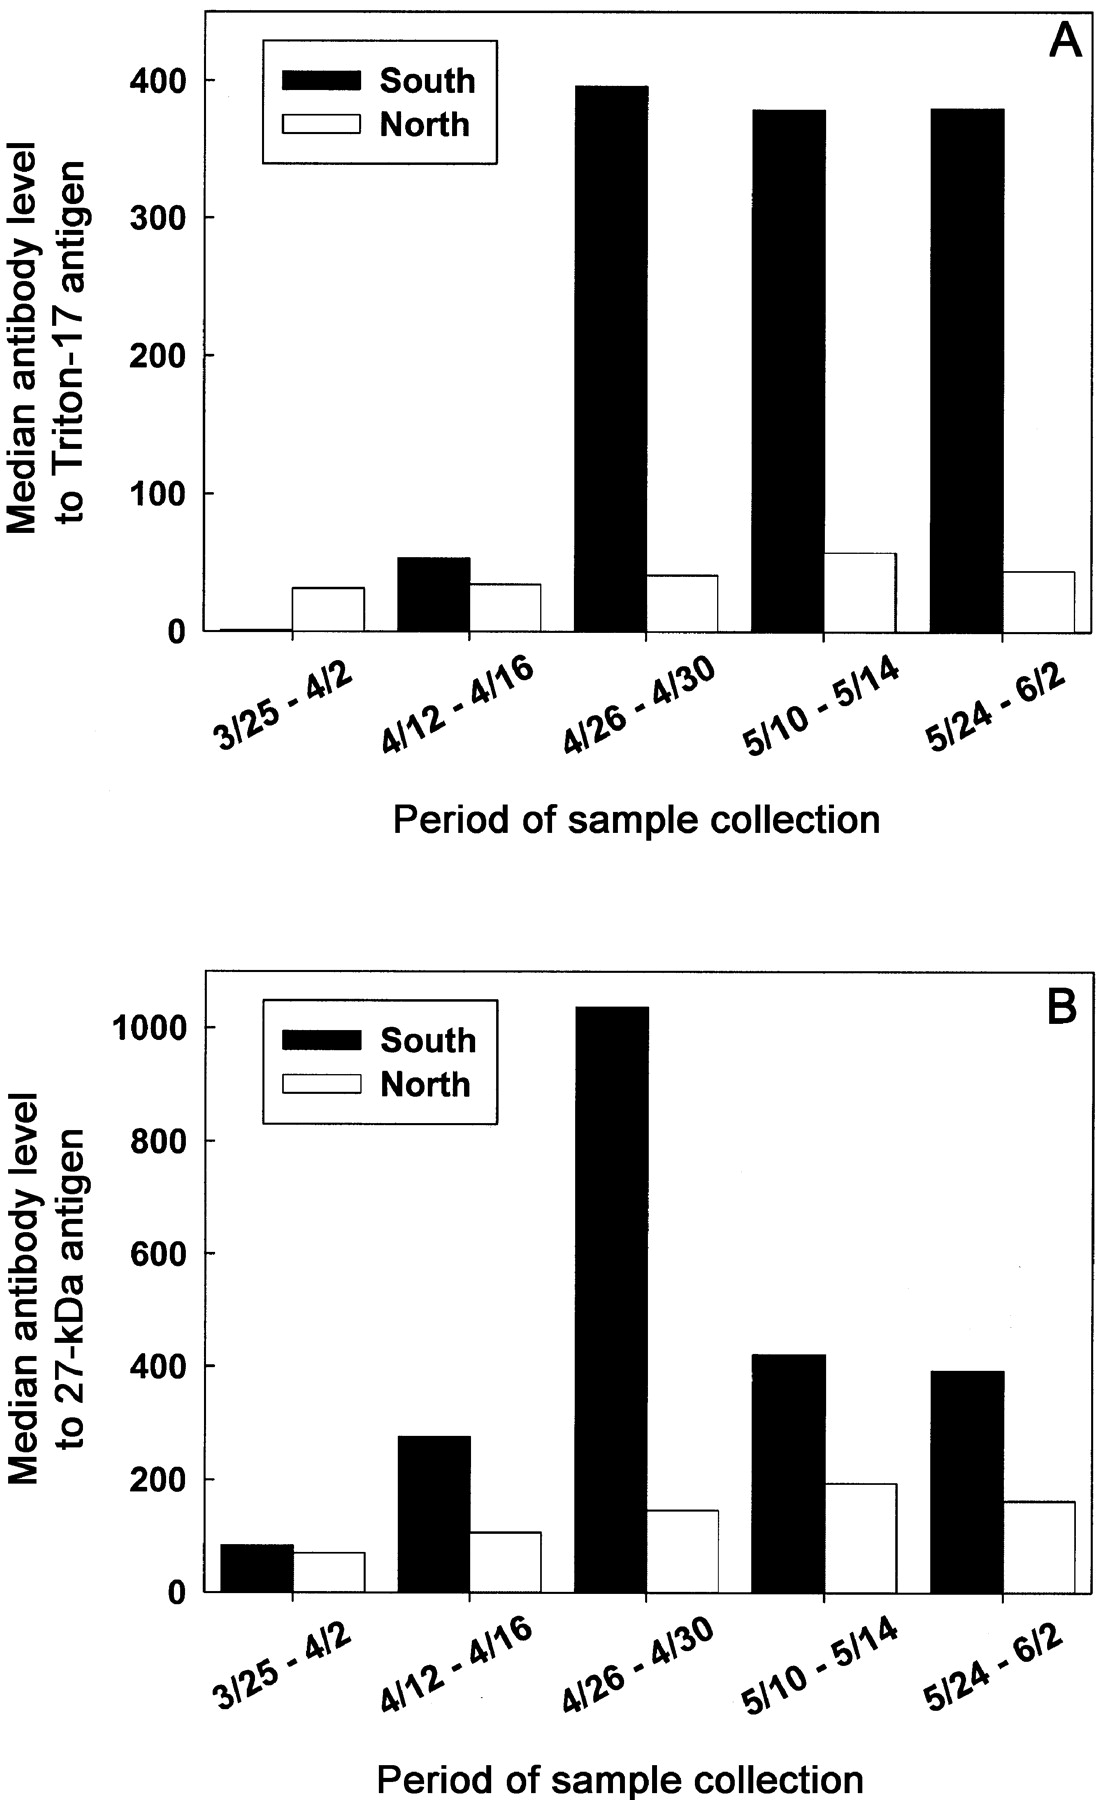 A
South
North
Median antibody level
to Triton-17 antigen
400
300
200
100
0
3/25 - 4/2
4/12 - 4/16
4/26 - 4/30
5/10 - 5/14
5/24 - 6/2
Period of sample collection
B
South
North
Median antibody level
to 27-kDa antigen
1000
800
600
400
200
0
3/25 - 4/2
4/12 - 4/16
4/26 - 4/30
5/10 - 5/14
5/24 - 6/2
Period of sample collection